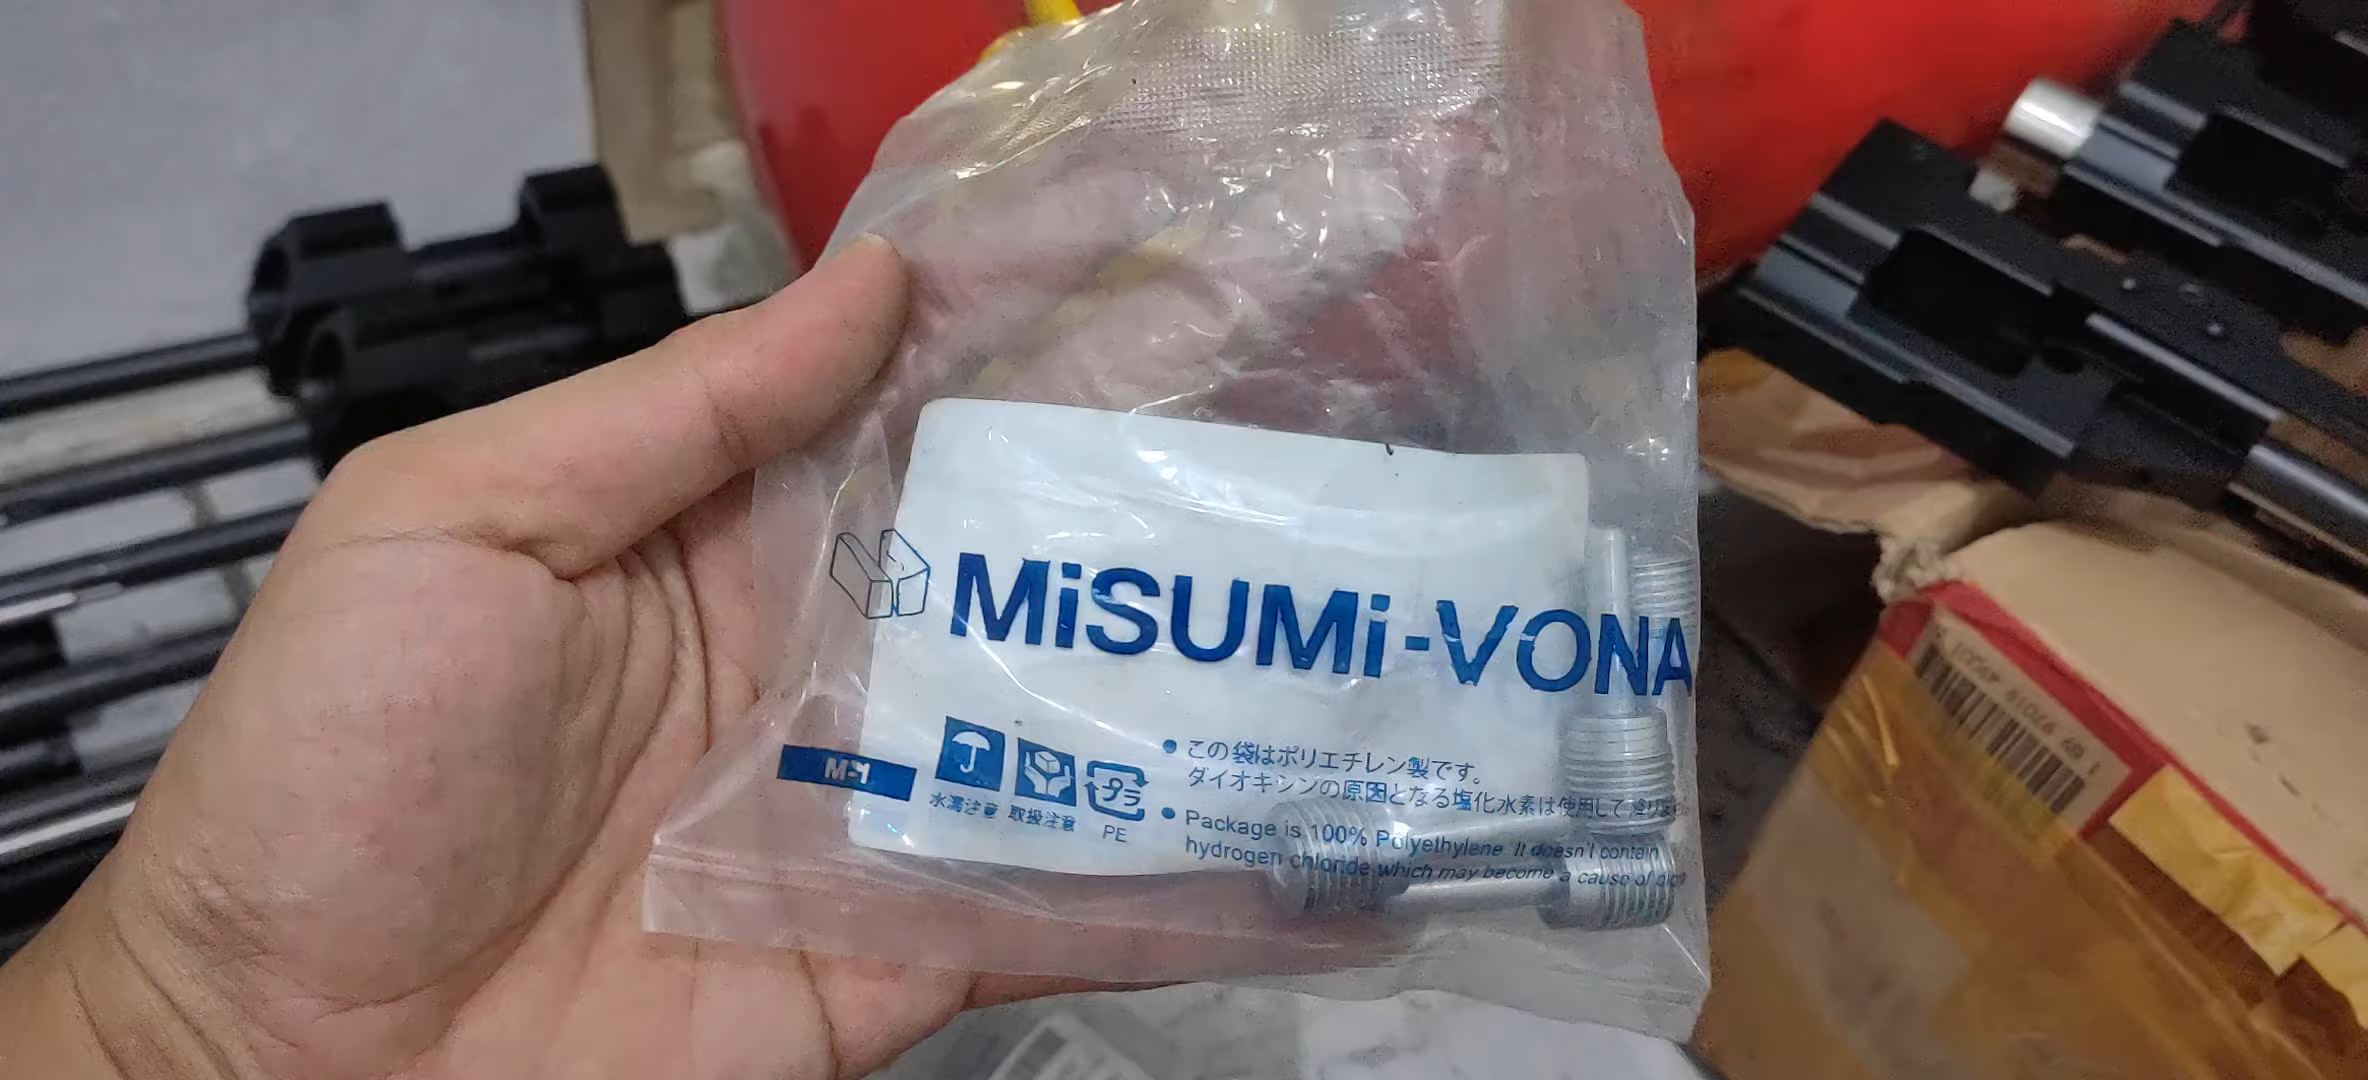 MiSUMi-VONA
M-1
水濡注意
取扱注意
プラ
PE
● この袋はポリエチレン製です。
ダイオキシンの原因となる塩化水素は使用して
● Package is 100% Polyethylene It doesn't contain
hydrogen chloride which may become a cause of